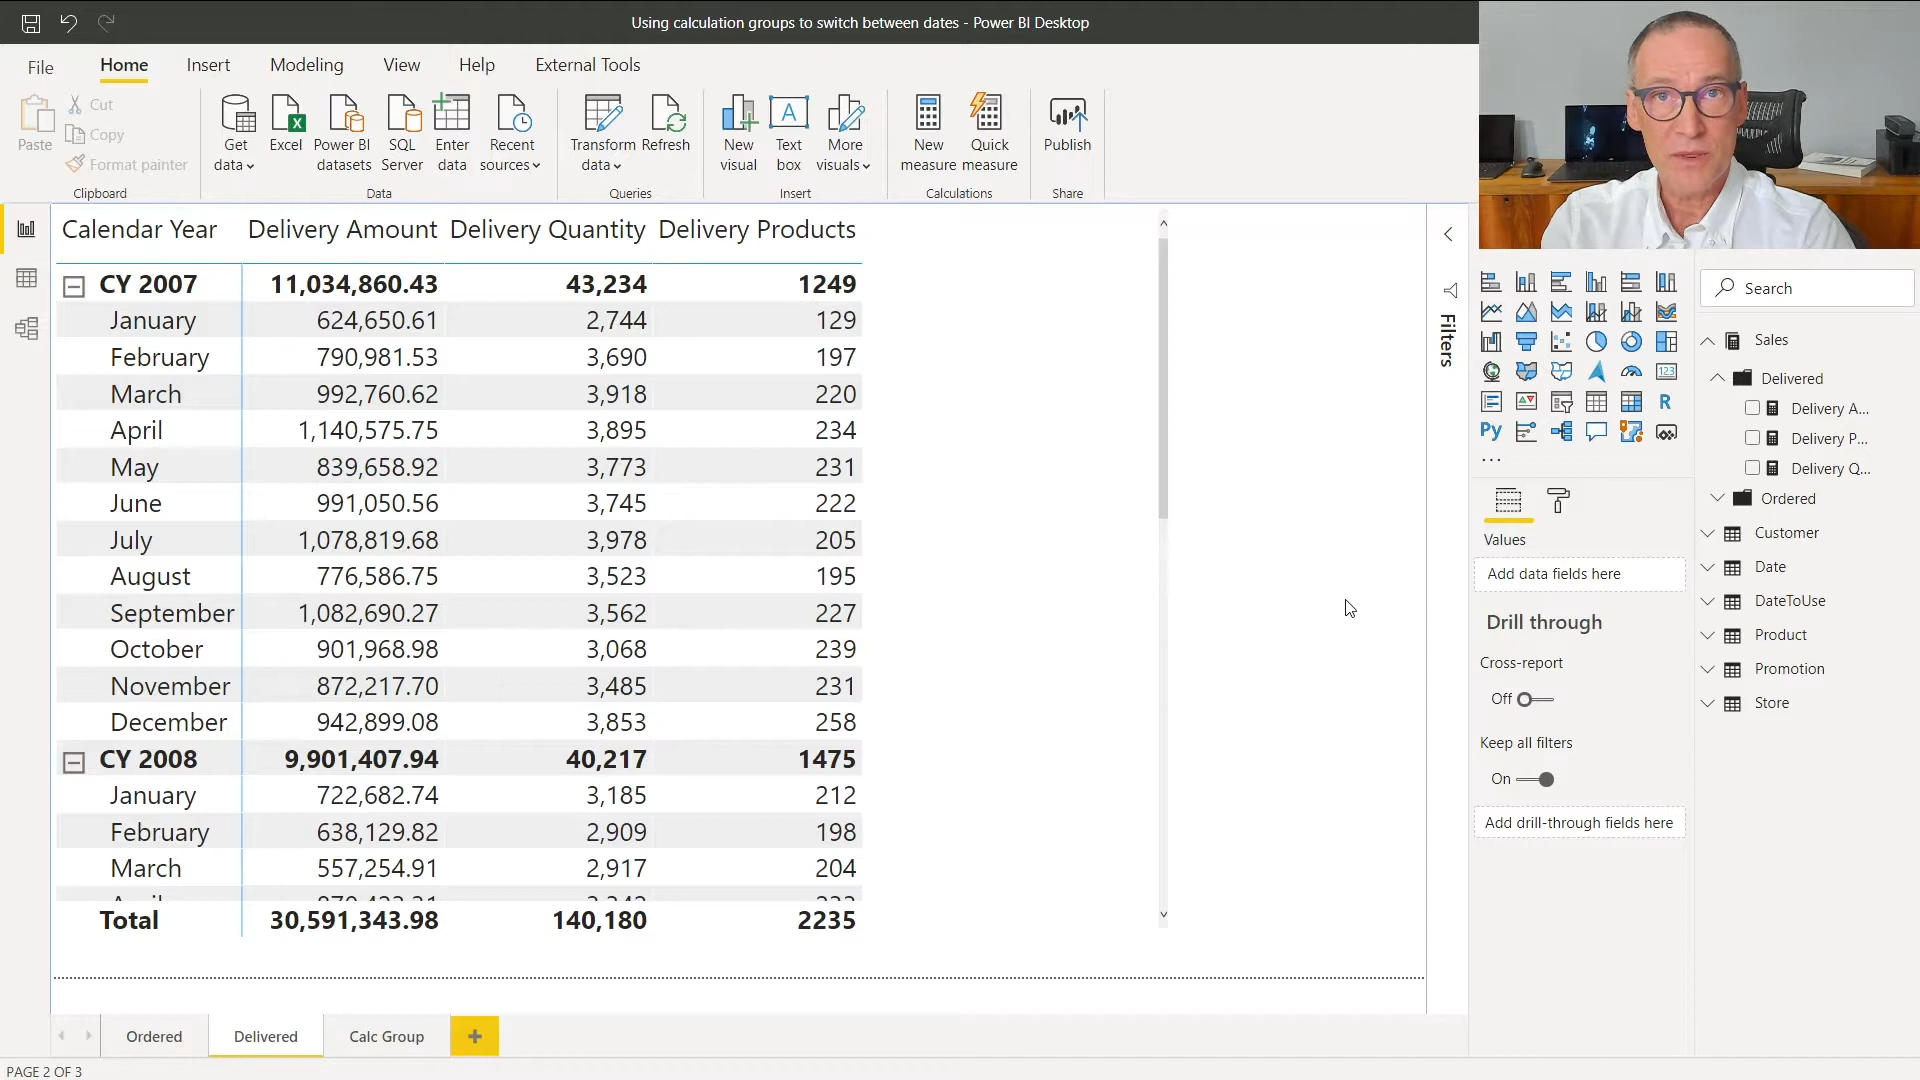 Using calculation groups to switch between dates - Power BI Desktop
File Home Insert Modeling View Help External Tools
Paste
Cut
Copy
Format painter
Clipboard
Get data
Excel
Power BI datasets
SQL Server
Enter data
Recent sources
Data
Transform data
Refresh
Queries
New visual
Text box
More visuals
Insert
New measure
Quick measure
Calculations
Publish
Share
Calendar Year Delivery Amount Delivery Quantity Delivery Products
CY 2007 11,034,860.43 43,234 1249
January 624,650.61 2,744 129
February 790,981.53 3,690 197
March 992,760.62 3,918 220
April 1,140,575.75 3,895 234
May 839,658.92 3,773 231
June 991,050.56 3,745 222
July 1,078,819.68 3,978 205
August 776,586.75 3,523 195
September 1,082,690.27 3,562 227
October 901,968.98 3,068 239
November 872,217.70 3,485 231
December 942,899.08 3,853 258
CY 2008 9,901,407.94 40,217 1475
January 722,682.74 3,185 212
February 638,129.82 2,909 198
March 557,254.91 2,917 204
Total 30,591,343.98 140,180 2235
Filters
123
R
Py
...
Values
Add data fields here
Drill through
Cross-report
Off
Keep all filters
On
Add drill-through fields here
Search
Sales
Delivered
Delivery A...
Delivery P...
Delivery Q...
Ordered
Customer
Date
DateToUse
Product
Promotion
Store
Ordered Delivered Calc Group +
PAGE 2 OF 3